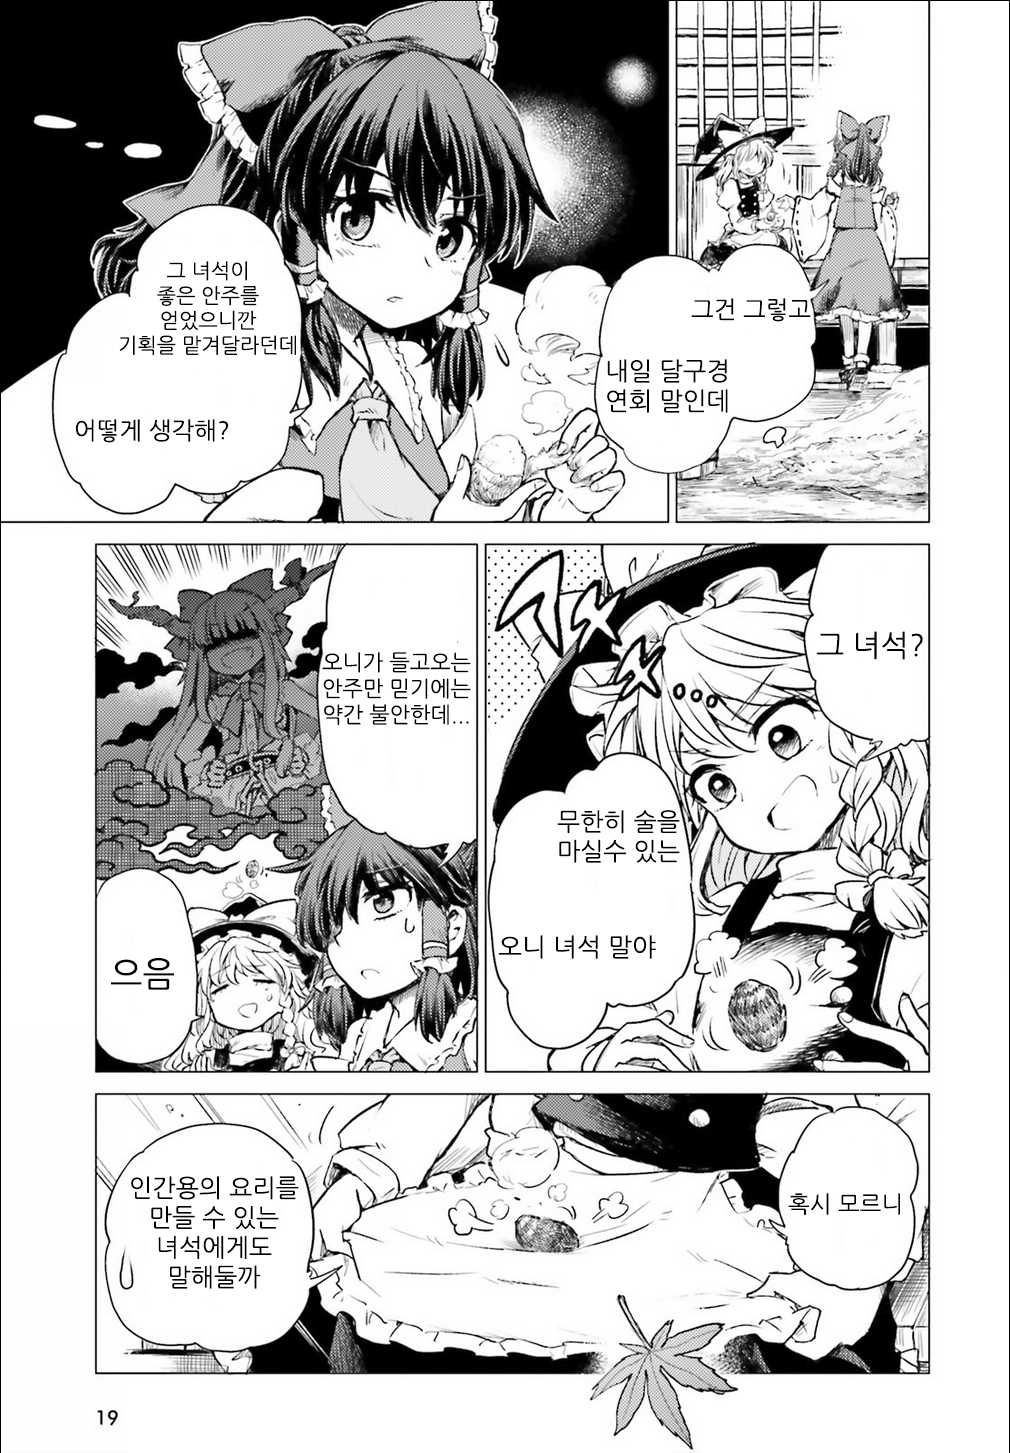 그건 그렇고
내일 달구경
연회 말인데
그 녀석이
좋은 안주를
얻었으니깐
기획을 맡겨달라던데
어떻게 생각해?
그 녀석?
アメアメ...
무한히 술을
마실수 있는
오니 녀석 말야
오니가 들고오는
안주만 믿기에는
약간 불안한데...
으음
혹시 모르니
인간용의 요리를
만들 수 있는
녀석에게도
말해둘까
19